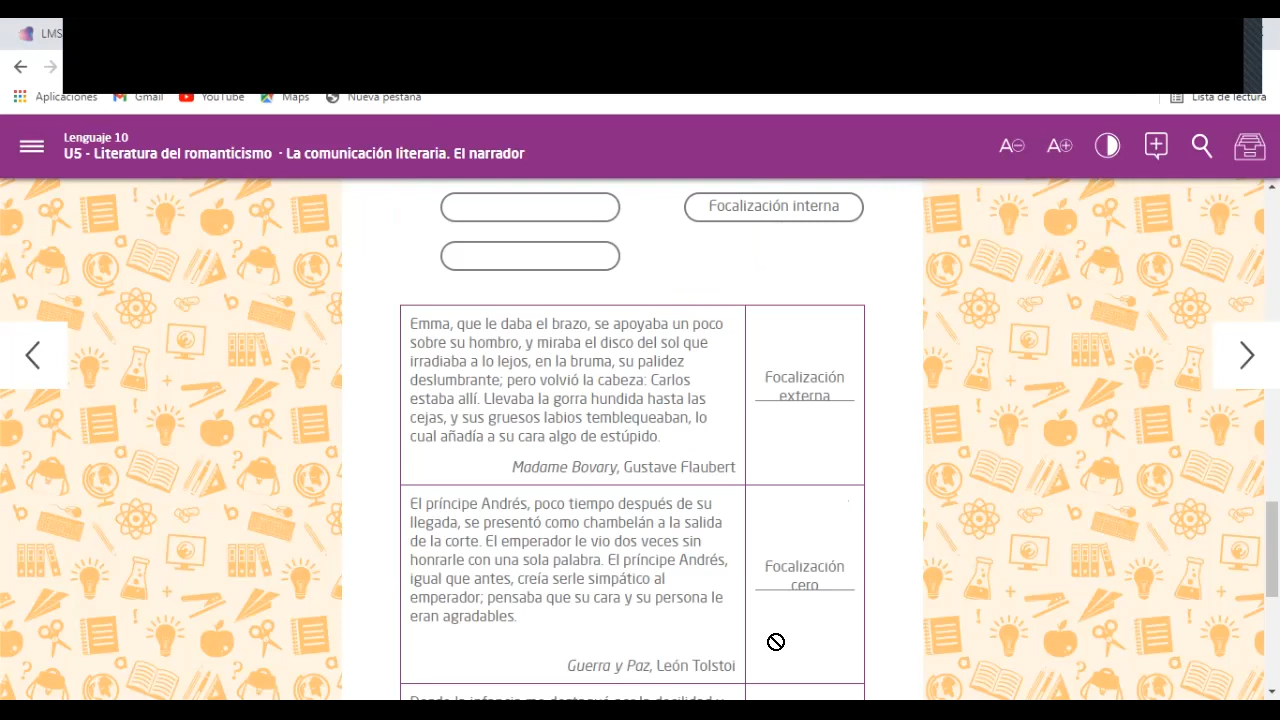 LMS
Aplicaciones Gmail YouTube Maps Nueva pestaña Lista de lectura
Lenguaje 10
U5 - Literatura del romanticismo · La comunicación literaria. El narrador
A A
Focalización interna
Emma, que le daba el brazo, se apoyaba un poco
sobre su hombro, y miraba el disco del sol que
irradiaba a lo lejos, en la bruma, su palidez
deslumbrante; pero volvió la cabeza: Carlos
estaba allí. Llevaba la gorra hundida hasta las
cejas, y sus gruesos labios temblequeaban, lo
cual añadía a su cara algo de estúpido.
Madame Bovary, Gustave Flaubert
Focalización
externa
El príncipe Andrés, poco tiempo después de su
llegada, se presentó como chambelán a la salida
de la corte. El emperador le vio dos veces sin
honrarle con una sola palabra. El príncipe Andrés,
igual que antes, creía serle simpático al
emperador; pensaba que su cara y su persona le
eran agradables.
Guerra y Paz, León Tolstoi
Focalización
cero